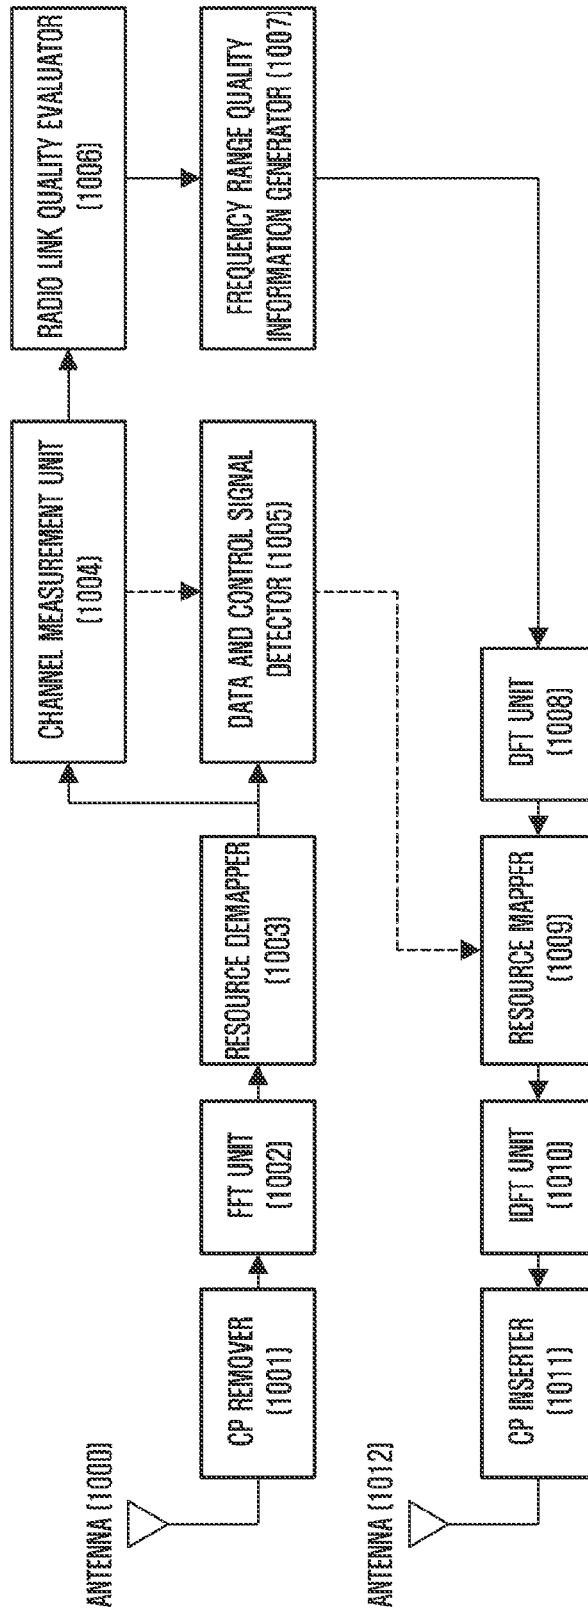 ANTENNA (1000)
CP REMOVER
(1001)
FFT UNIT
(1002)
RESOURCE DEMAPPER
(1003)
CHANNEL MEASUREMENT UNIT
(1004)
DATA AND CONTROL SIGNAL
DETECTOR (1005)
RADIO LINK QUALITY EVALUATOR
(1006)
FREQUENCY RANGE QUALITY
INFORMATION GENERATOR (1007)
DFT UNIT
(1008)
RESOURCE MAPPER
(1009)
IDFT UNIT
(1010)
CP INSERTER
(1011)
ANTENNA (1012)